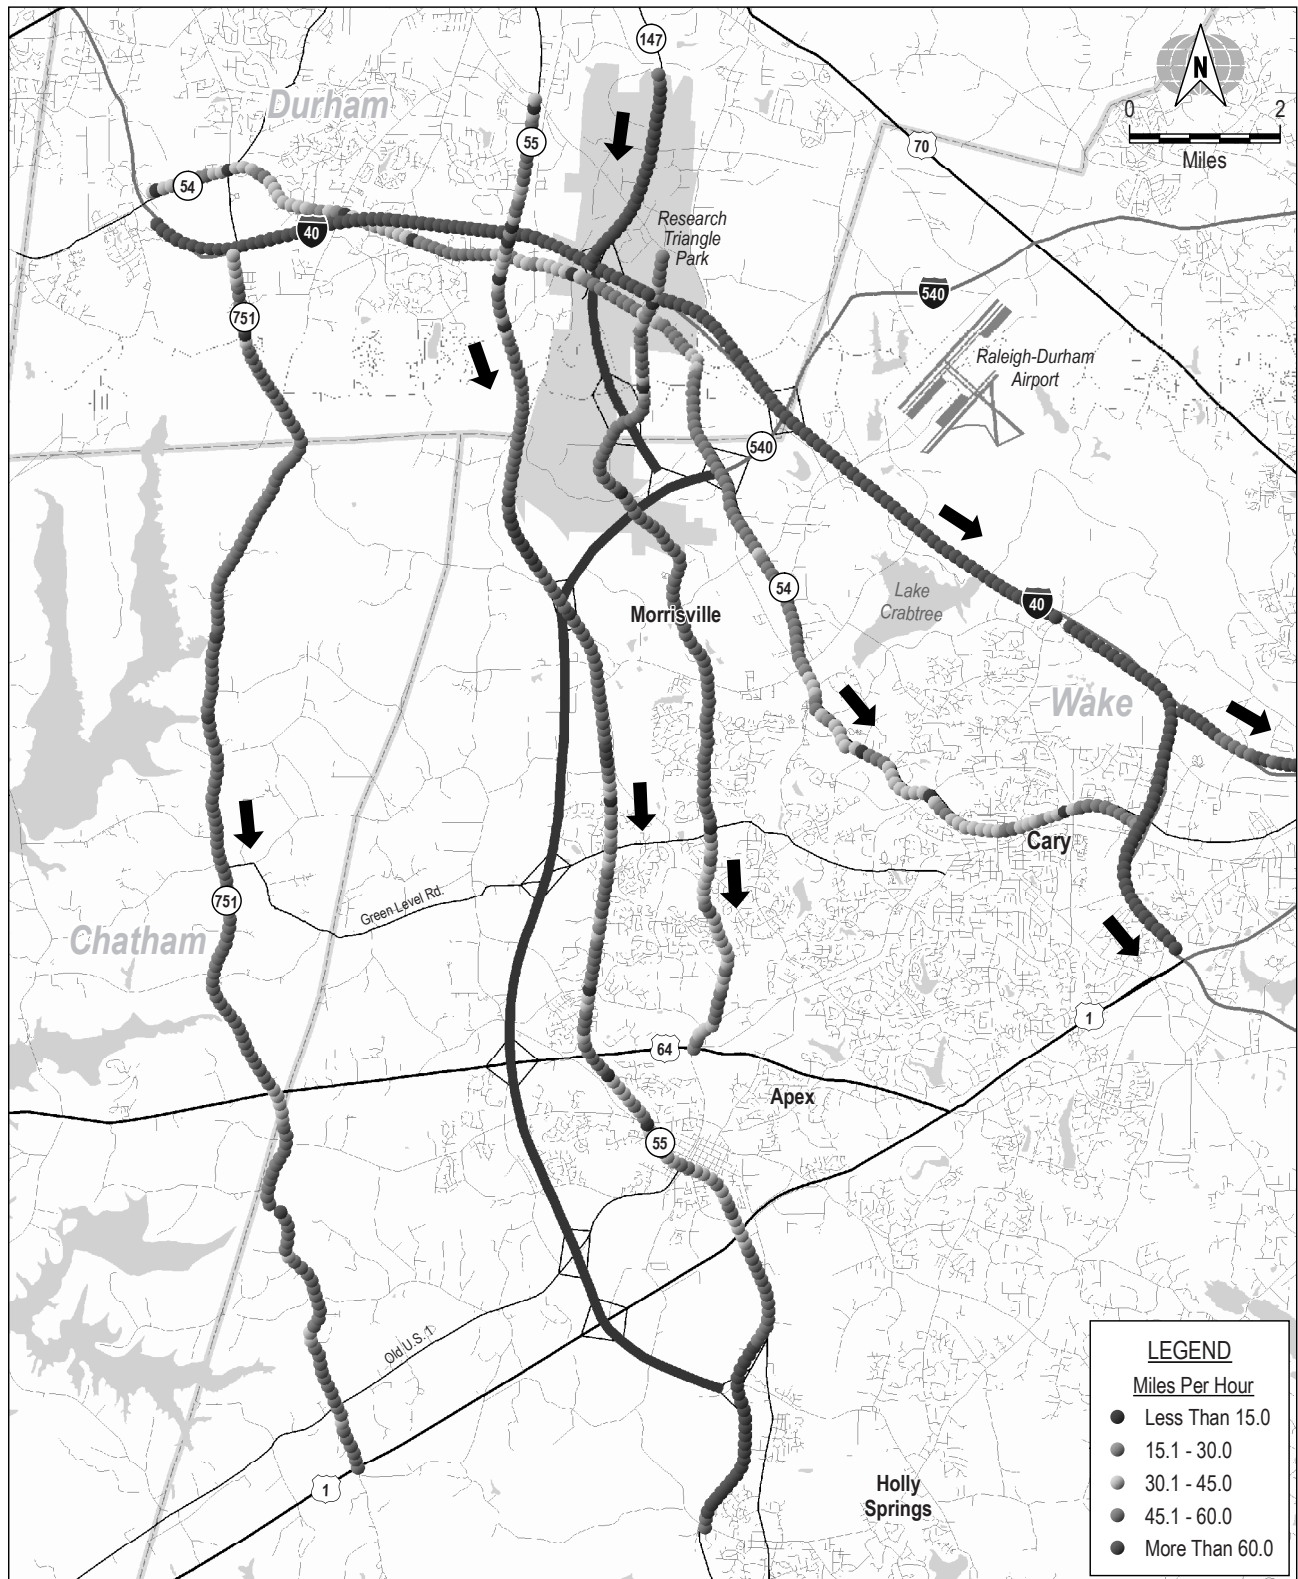 147
N
0 2
Miles
Durham
55
70
54
Research
Triangle
Park
40
540
751
Raleigh-Durham
Airport
540
54
Lake
Crabtree
40
Morrisville
Wake
Cary
Green Level Rd.
751
Chatham
1
64
Apex
55
Old U.S. 1
1
Holly
Springs
LEGEND
Miles Per Hour
Less Than 15.0
15.1 - 30.0
30.1 - 45.0
45.1 - 60.0
More Than 60.0